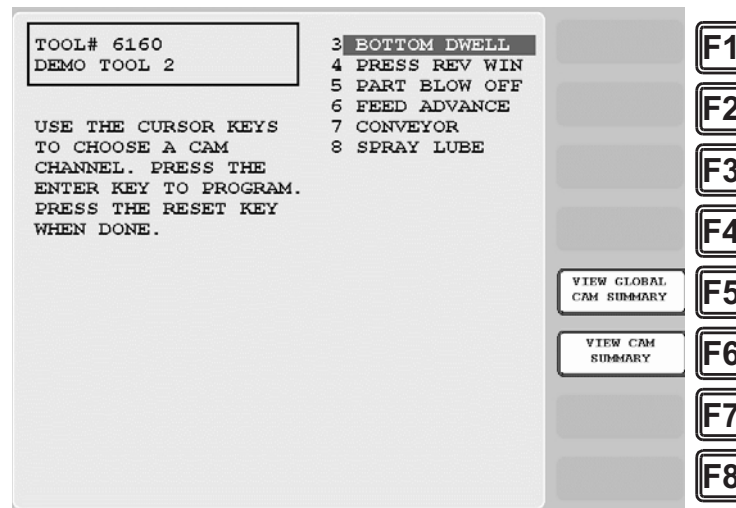 TOOL# 6160
DEMO TOOL 2
USE THE CURSOR KEYS
TO CHOOSE A CAM
CHANNEL. PRESS THE
ENTER KEY TO PROGRAM.
PRESS THE RESET KEY
WHEN DONE.
3 BOTTOM DWELL
4 PRESS REV WIN
5 PART BLOW OFF
6 FEED ADVANCE
7 CONVEYOR
8 SPRAY LUBE
VIEW GLOBAL
CAM SUMMARY
VIEW CAM
SUMMARY
F1
F2
F3
F4
F5
F6
F7
F8